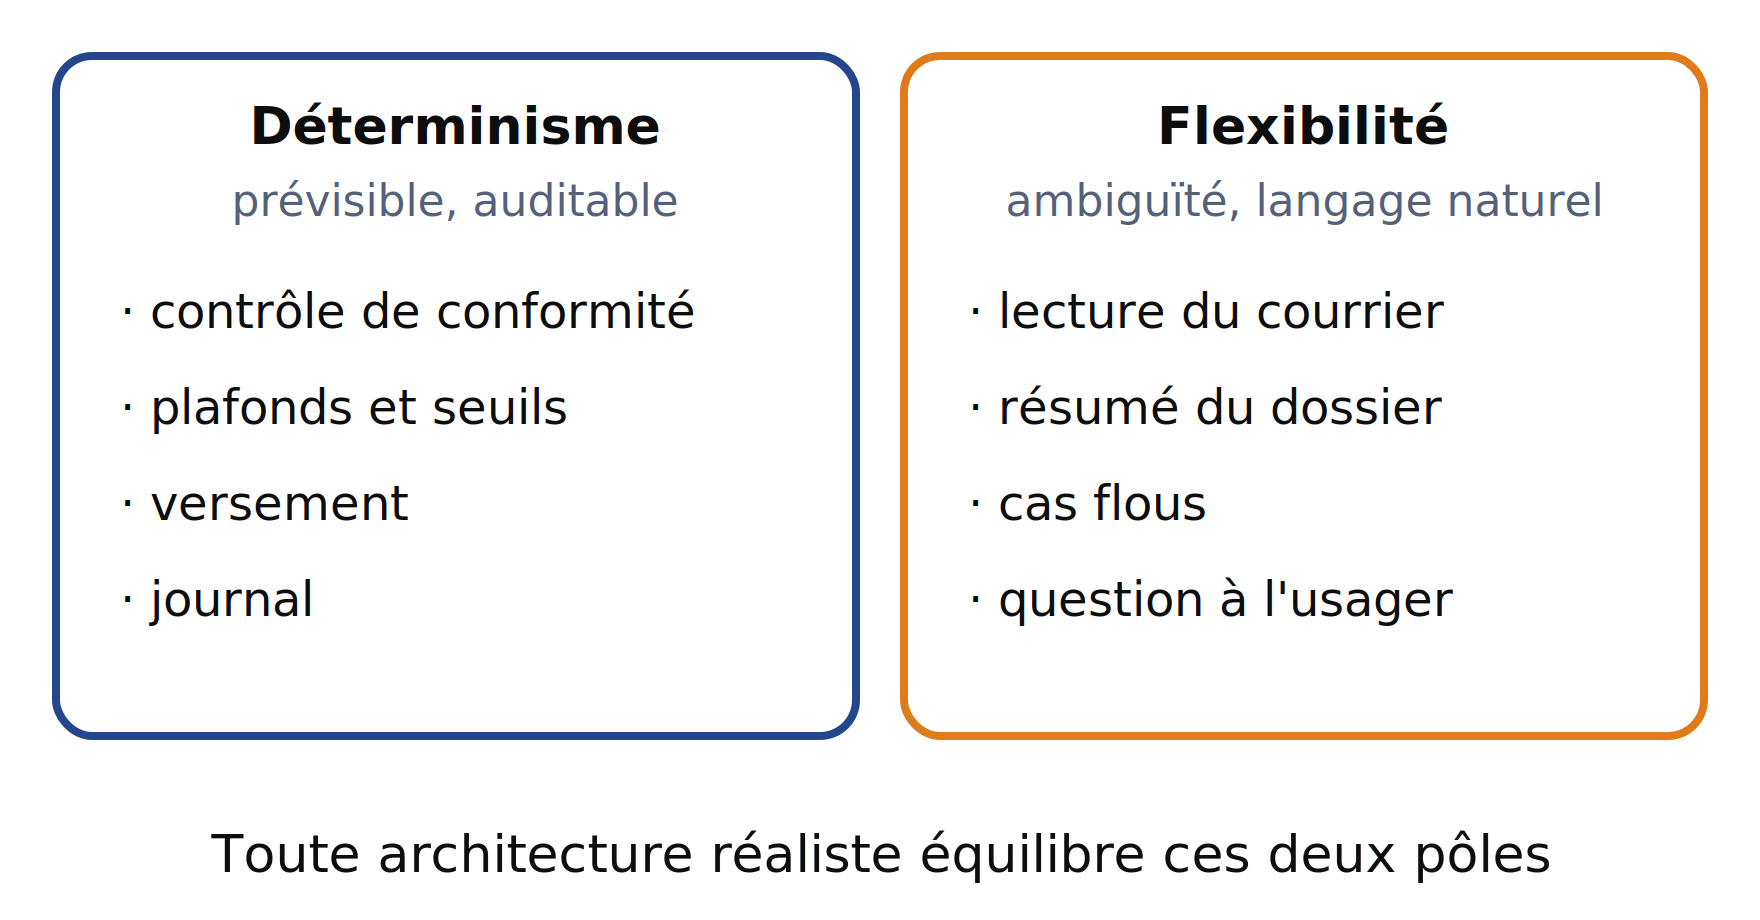 Déterminisme
prévisible, auditable
· contrôle de conformité
· plafonds et seuils
· versement
· journal
Flexibilité
ambiguïté, langage naturel
· lecture du courrier
· résumé du dossier
· cas flous
· question à l'usager
Toute architecture réaliste équilibre ces deux pôles